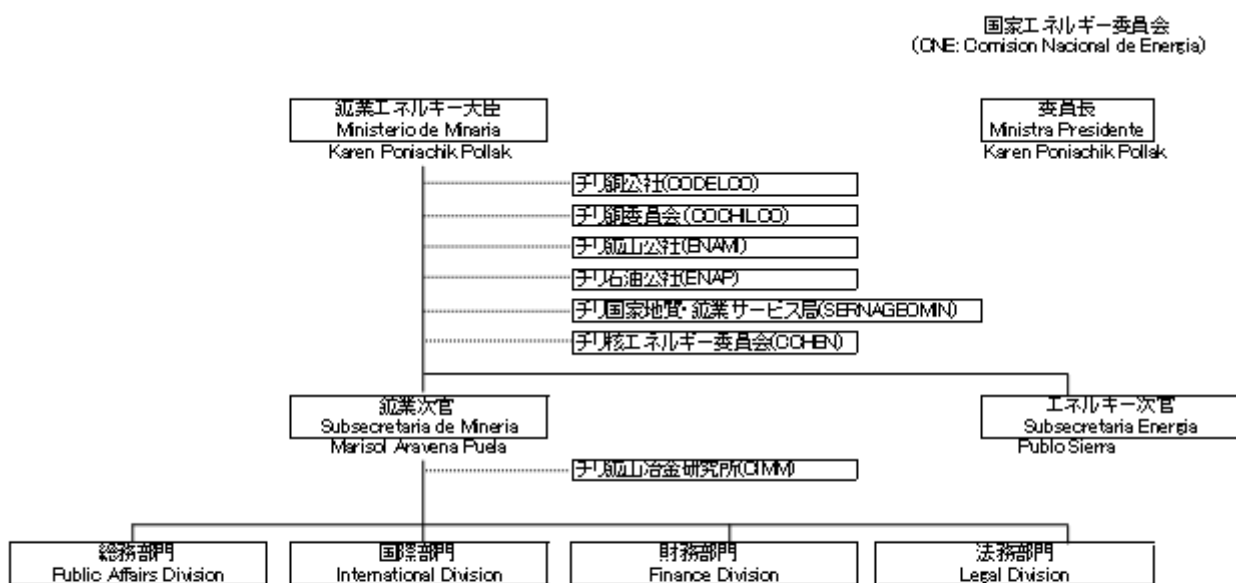 国家エネルギー委員会
(CNE: Comision Nacional de Energia)
鉱業エネルキー大臣
Ministerio de Minaria
Karen Poniachik Pollak
委員長
Ministra Presidente
Karen Poniachik Pollak
チリ銅公社(CODELCO)
チリ銅委員会(COCHILCO)
チリ鉱山公社(ENAMI)
チリ石油公社(ENAP)
チリ国家地質・鉱業サービス局(SERNAGEOMIN)
チリ核エネルギー委員会(COHEN)
鉱業次官
Subsecretaria de Mineria
Marisol Aravena Puela
エネルキー次官
Subsecretaria Energia
Publo Sierra
チリ鉱山冶金研究所(CIMM)
総務部門
Public Affairs Division
国際部門
International Division
財務部門
Finance Division
法務部門
Legal Division